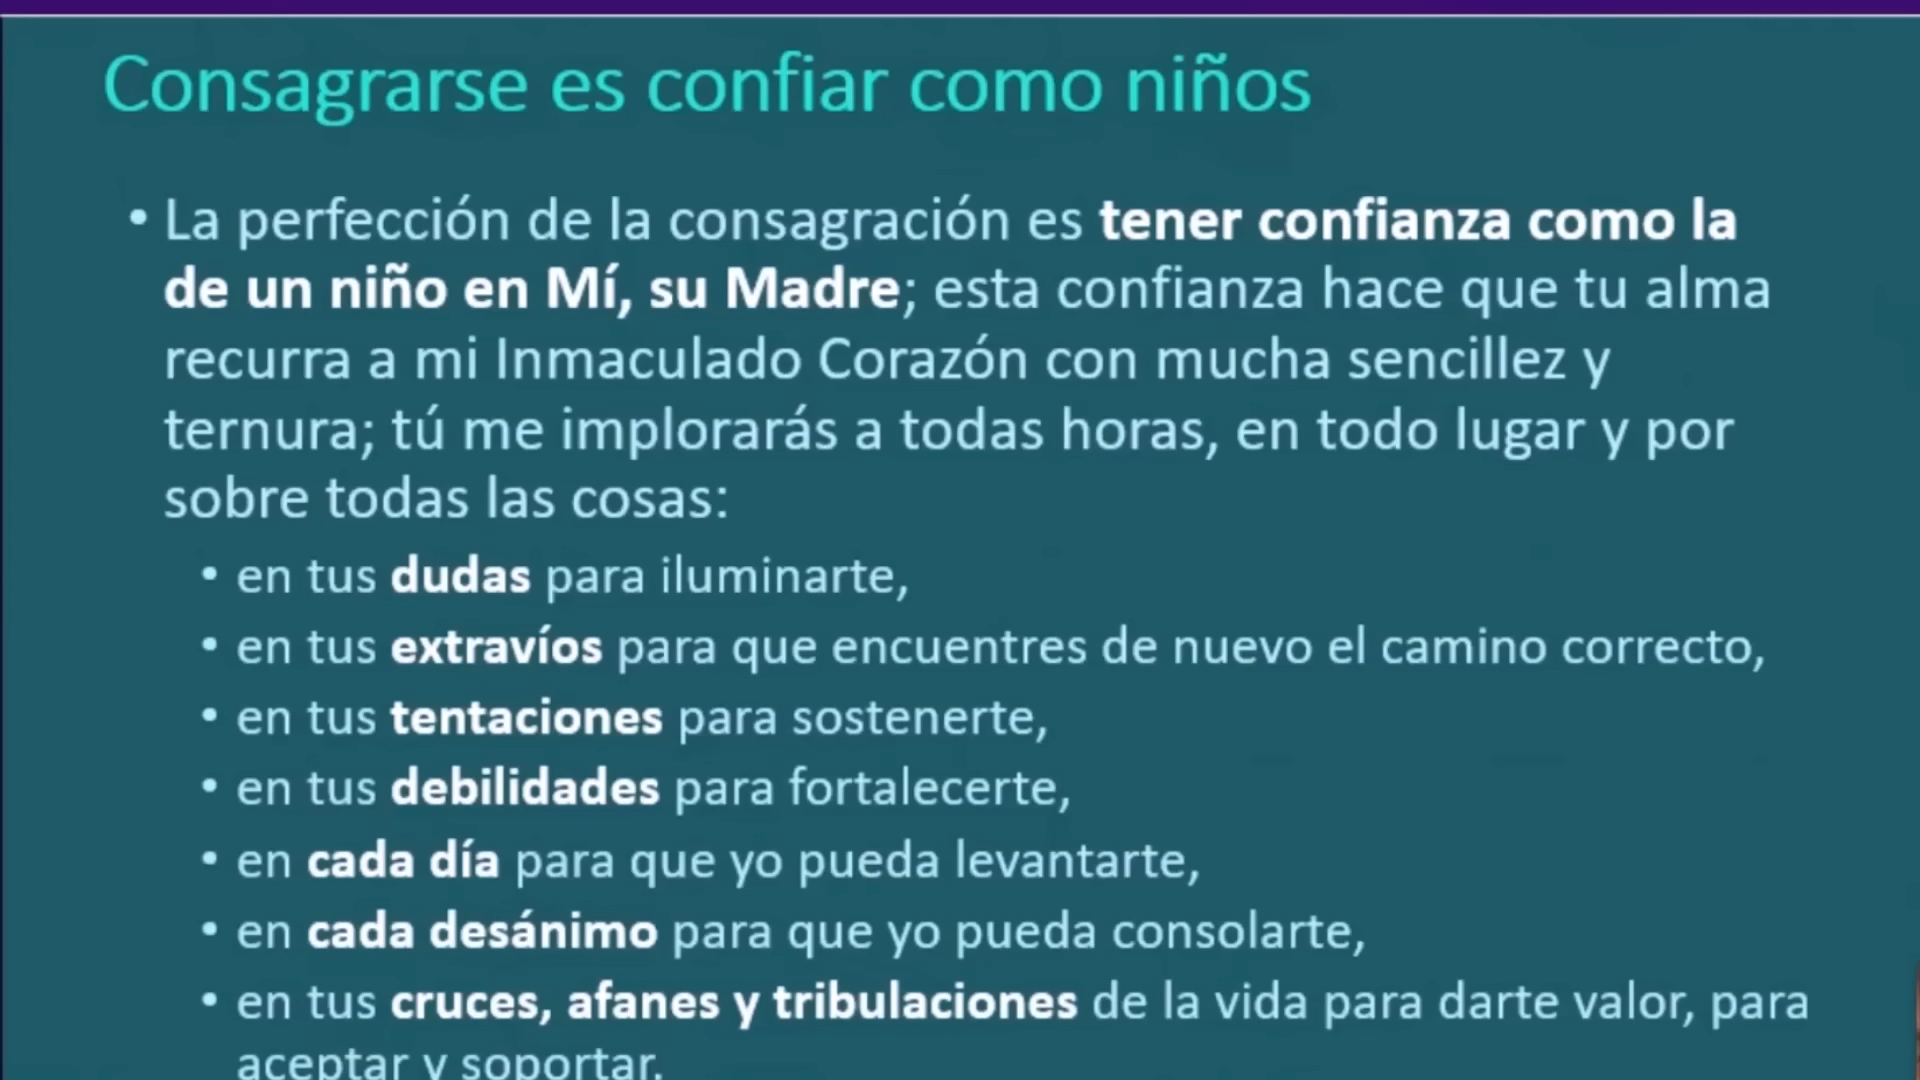 Consagrarse es confiar como niños
• La perfección de la consagración es tener confianza como la
de un niño en Mí, su Madre; esta confianza hace que tu alma
recurra a mi Inmaculado Corazón con mucha sencillez y
ternura; tú me implorarás a todas horas, en todo lugar y por
sobre todas las cosas:
• en tus dudas para iluminarte,
• en tus extravíos para que encuentres de nuevo el camino correcto,
• en tus tentaciones para sostenerte,
• en tus debilidades para fortalecerte,
• en cada día para que yo pueda levantarte,
• en cada desánimo para que yo pueda consolarte,
• en tus cruces, afanes y tribulaciones de la vida para darte valor, para
aceptar y soportar.